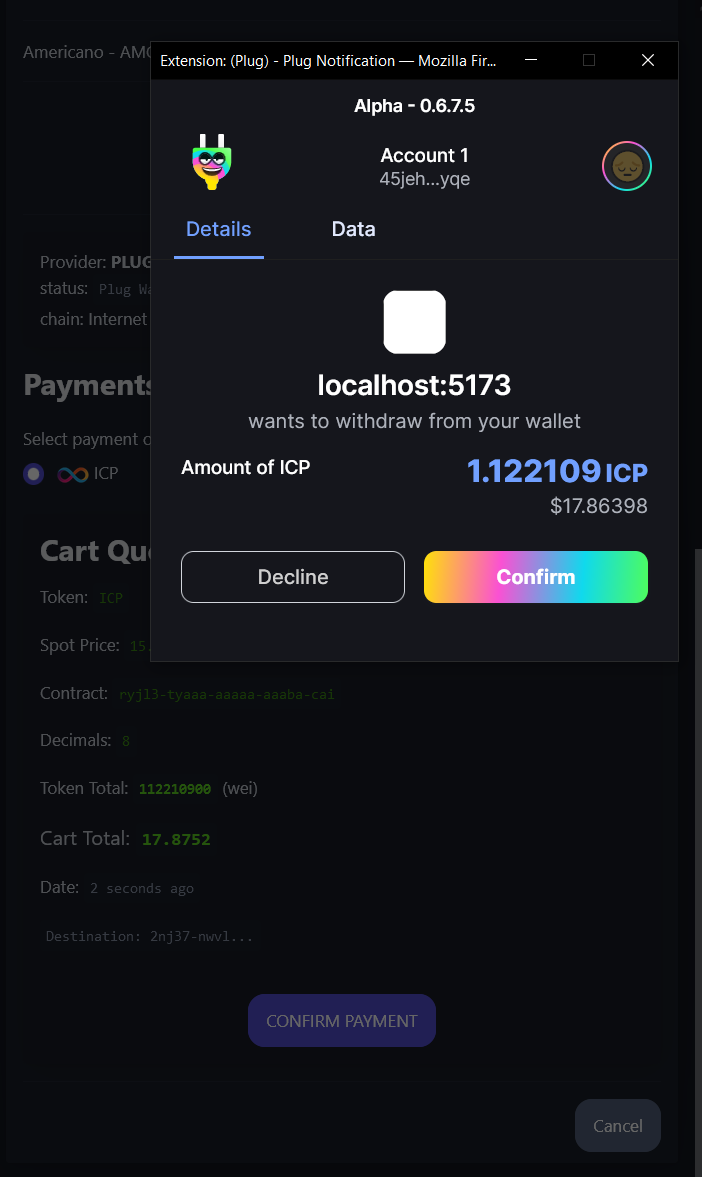 Americano - AMC
Extension: (Plug) - Plug Notification — Mozilla Fir...
Alpha - 0.6.7.5
Account 1
45jeh...yqe
Details
Data
Provider: PLUG
status: Plug Wa
chain: Internet
localhost:5173
wants to withdraw from your wallet
Payments
Select payment o
ICP
Amount of ICP
1.122109 ICP
$17.86398
Decline
Confirm
Cart Quo
Token: ICP
Spot Price: 15.
Contract: ryjl3-tyaaa-aaaaa-aaaba-cai
Decimals: 8
Token Total: 112210900 (wei)
Cart Total: 17.8752
Date: 2 seconds ago
Destination: 2nj37-nwvl...
CONFIRM PAYMENT
Cancel